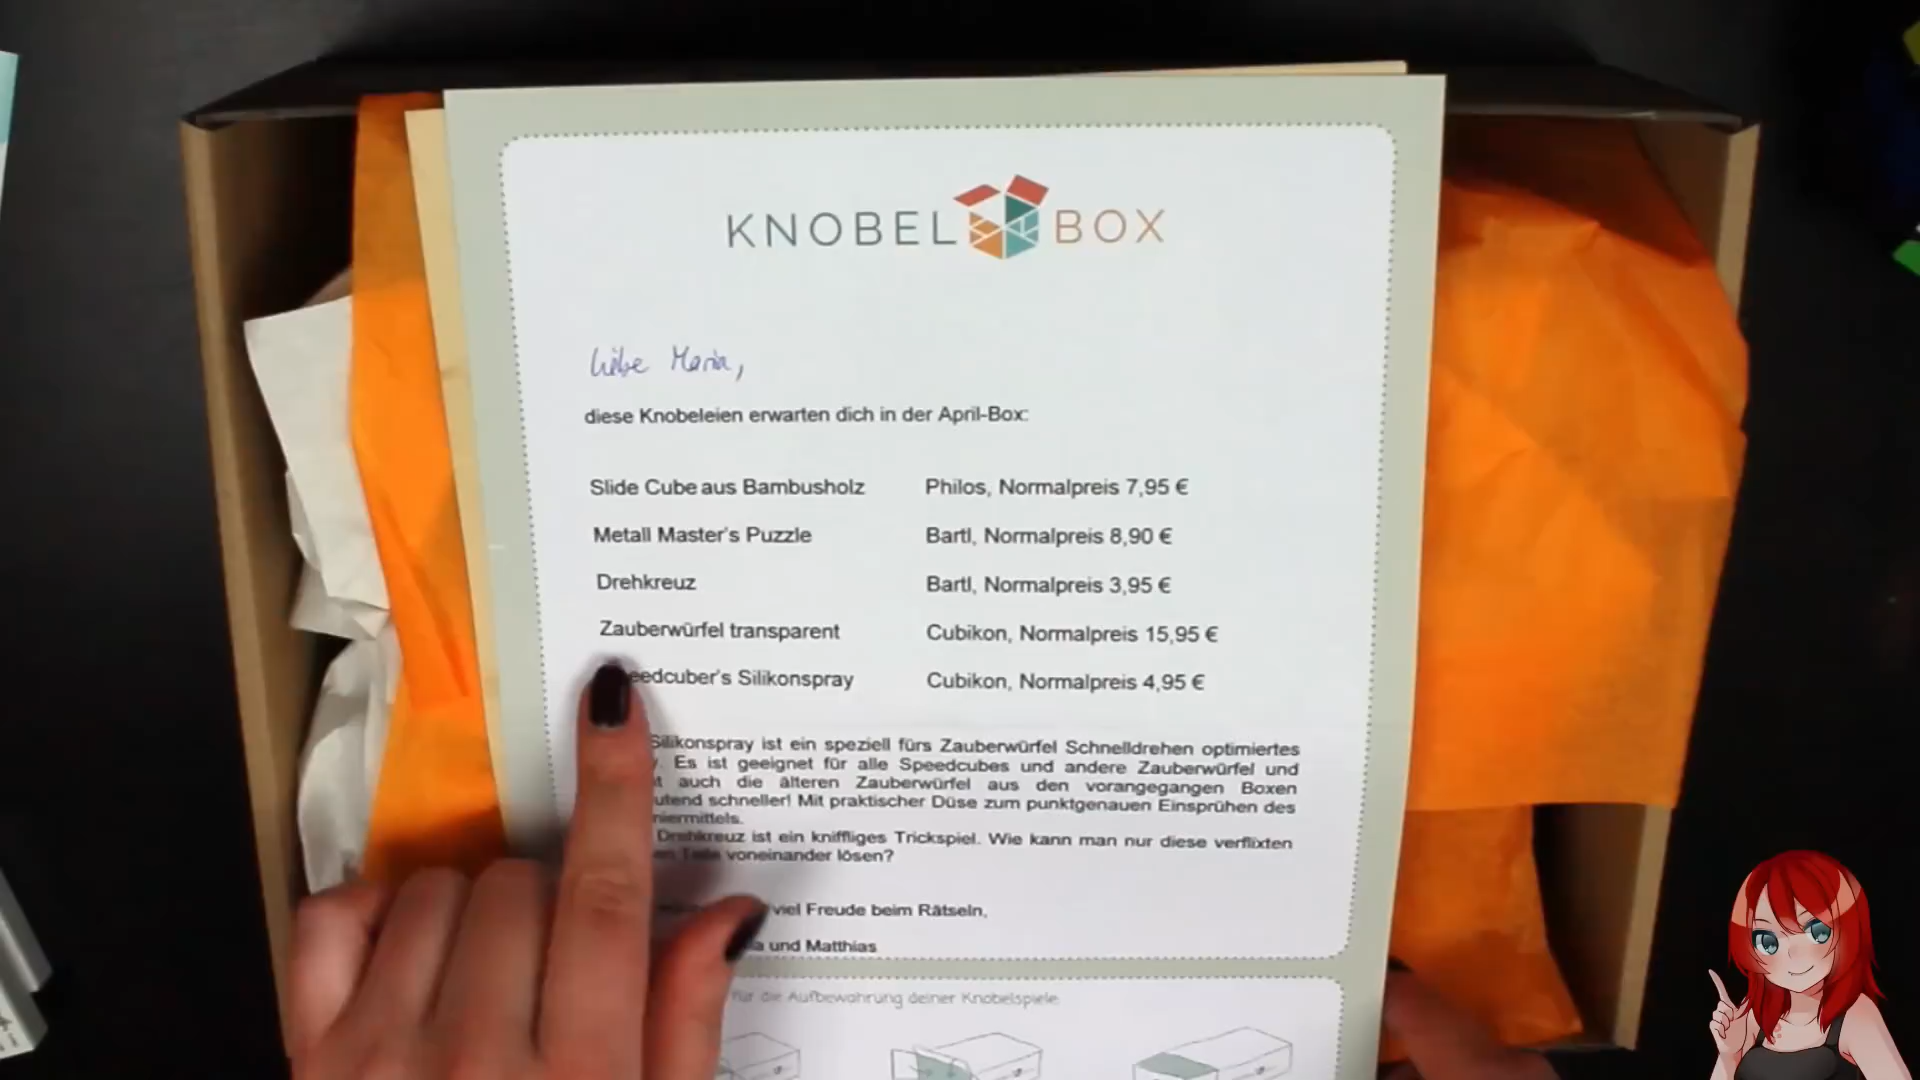 KNOBEL BOX
Liebe Maria,
diese Knobeleien erwarten dich in der April-Box:
Slide Cube aus Bambusholz Philos, Normalpreis 7,95 €
Metall Master's Puzzle Bartl, Normalpreis 8,90 €
Drehkreuz Bartl, Normalpreis 3,95 €
Zauberwürfel transparent Cubikon, Normalpreis 15,95 €
Silikonspray Cubikon, Normalpreis 4,95 €
Silikonspray ist ein speziell fürs Zauberwürfel Schnelldrehen optimiertes
Es ist geeignet für alle Speedcubes und andere Zauberwürfel und
auch die älteren Zauberwürfel aus den vorangegangen Boxen
schneller! Mit praktischer Düse zum punktgenauen Einsprühen des
Drehkreuz ist ein kniffliges Trickspiel. Wie kann man nur diese verflixten
voneinander lösen?
viel Freude beim Rätseln,
und Matthias
für die Aufbewahrung deiner Knobelspiele